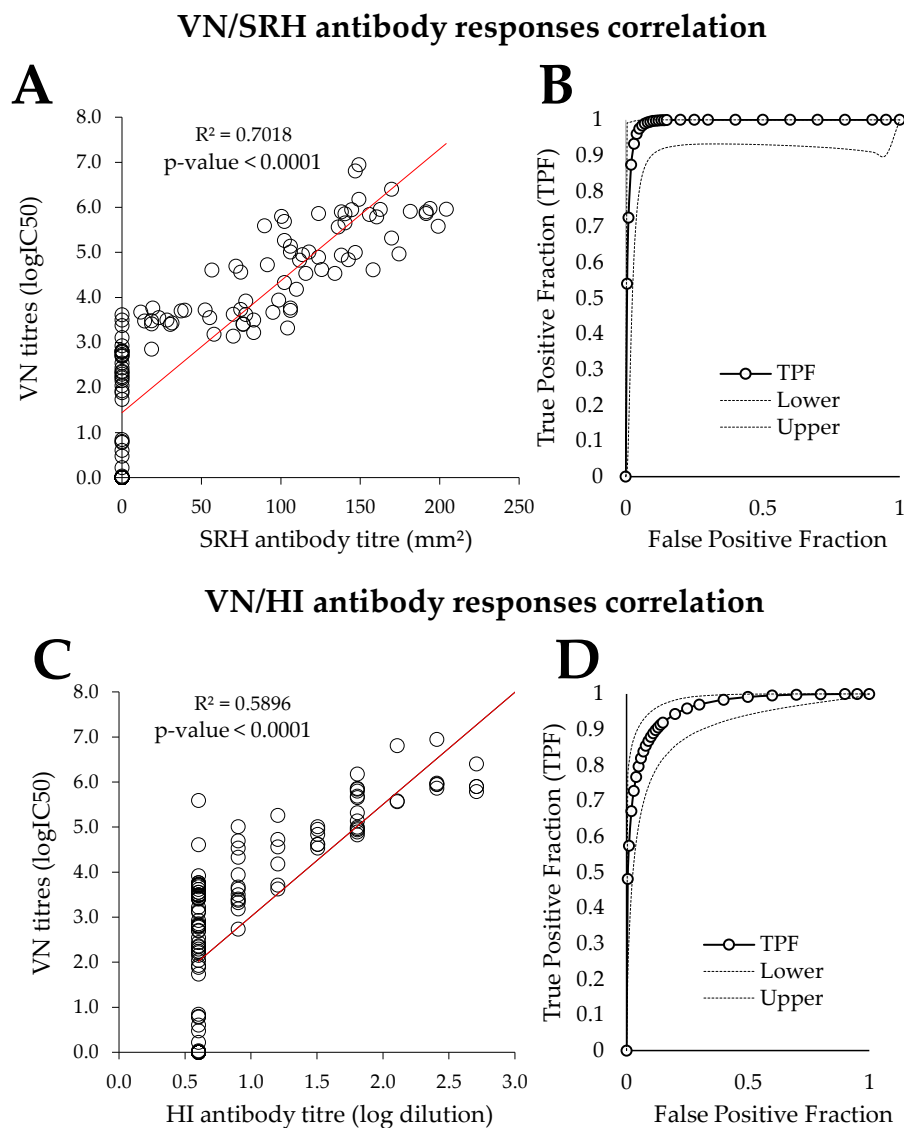 VN/SRH antibody responses correlation
A
R² = 0.7018
p-value < 0.0001
VN titres (logIC50)
8.0
7.0
6.0
5.0
4.0
3.0
2.0
1.0
0.0
0 50 100 150 200 250
SRH antibody titre (mm²)
B
True Positive Fraction (TPF)
1
0.9
0.8
0.7
0.6
0.5
0.4
0.3
0.2
0.1
0
TPF
Lower
Upper
0 0.5 1
False Positive Fraction
VN/HI antibody responses correlation
C
R² = 0.5896
p-value < 0.0001
VN titres (logIC50)
8.0
7.0
6.0
5.0
4.0
3.0
2.0
1.0
0.0
0.0 0.5 1.0 1.5 2.0 2.5 3.0
HI antibody titre (log dilution)
D
True Positive Fraction (TPF)
1
0.9
0.8
0.7
0.6
0.5
0.4
0.3
0.2
0.1
0
TPF
Lower
Upper
0 0.5 1
False Positive Fraction